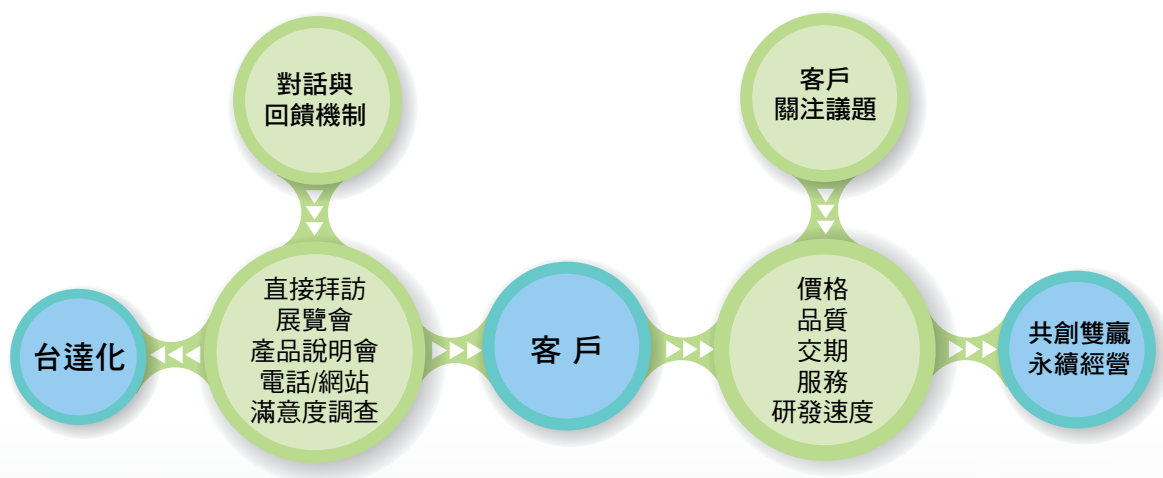 對話與
回饋機制
客戶
關注議題
台達化
直接拜訪
展覽會
產品說明會
電話/網站
滿意度調查
客 戶
價格
品質
交期
服務
研發速度
共創雙贏
永續經營